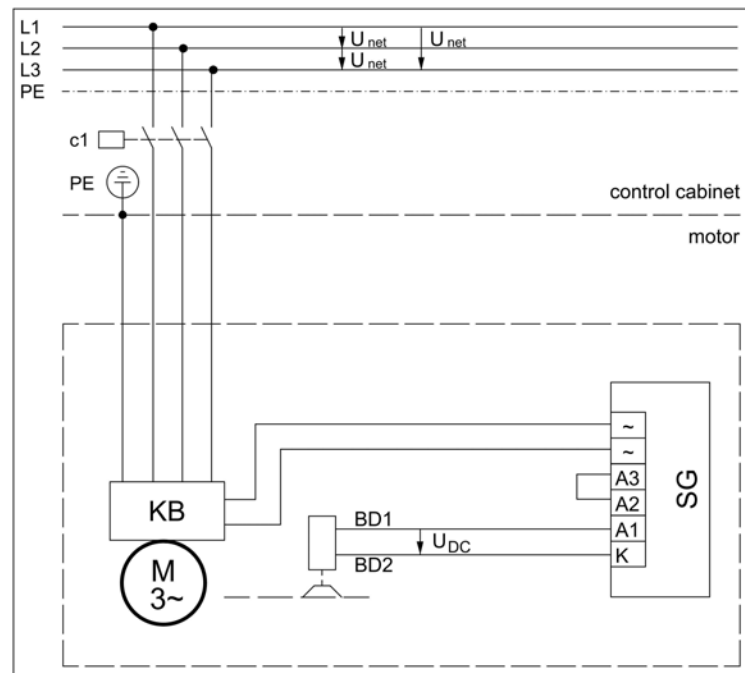 L1
L2
L3
PE
U net
U net
U net
c1
PE
control cabinet
motor
~
~
A3
A2
A1
K
SG
KB
BD1
U DC
BD2
M
3~